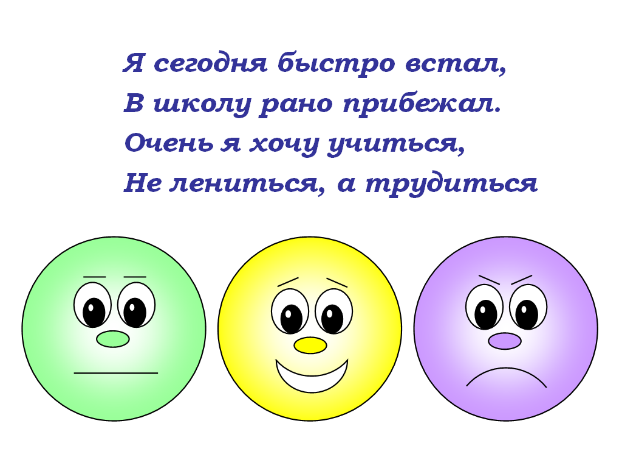 Я сегодня быстро встал,
В школу рано прибежал.
Очень я хочу учиться,
Не лениться, а трудиться